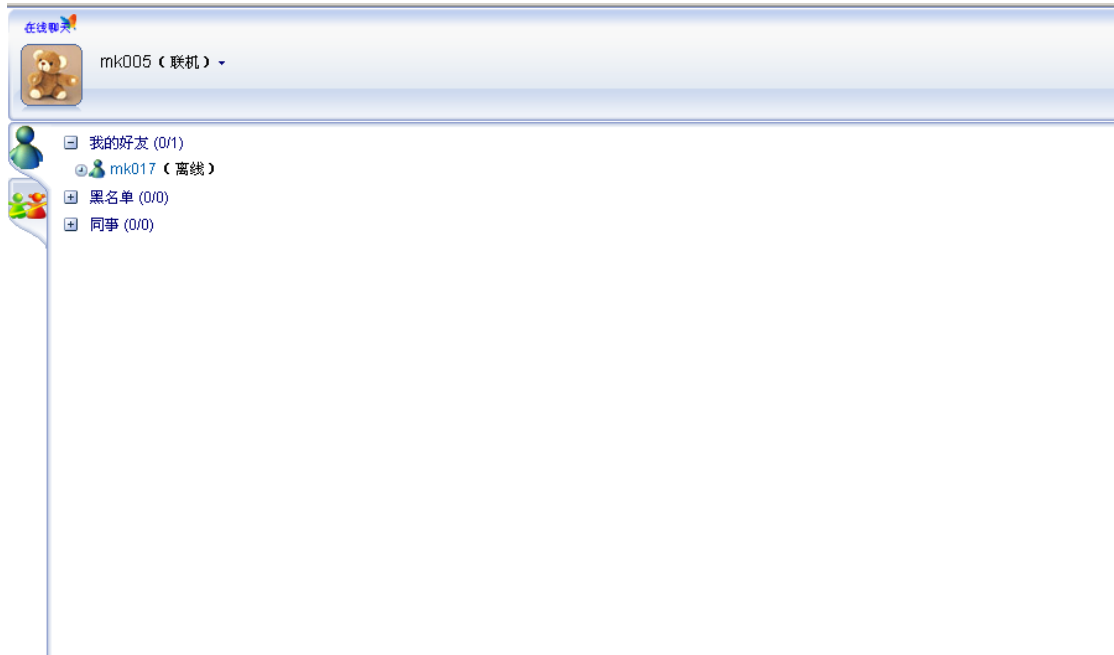 在线聊天
mk005（联机）
我的好友 (0/1)
mk017（离线）
黑名单 (0/0)
同事 (0/0)